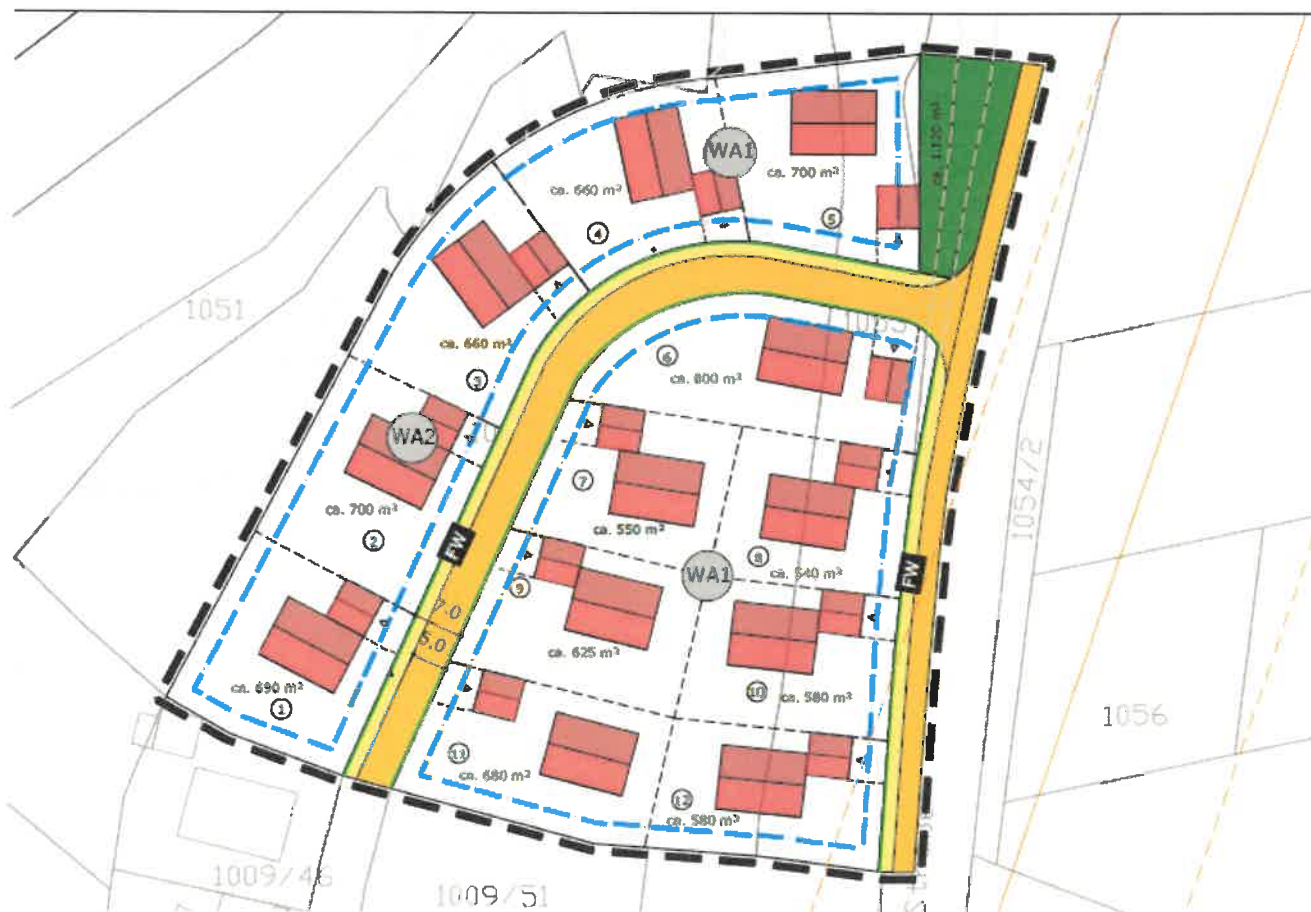 ca. 1.120 m²
WA1
ca. 700 m²
ca. 660 m²
5
4
1051
ca. 660 m²
3
6
ca. 800 m²
WA2
7
1054/2
ca. 700 m²
ca. 550 m²
2
FW
8
ca. 540 m²
WA1
FW
9
7.0
5.0
ca. 625 m²
ca. 690 m²
1
10
ca. 580 m²
1056
11
ca. 680 m²
12
ca. 580 m²
1009/46
1009/51